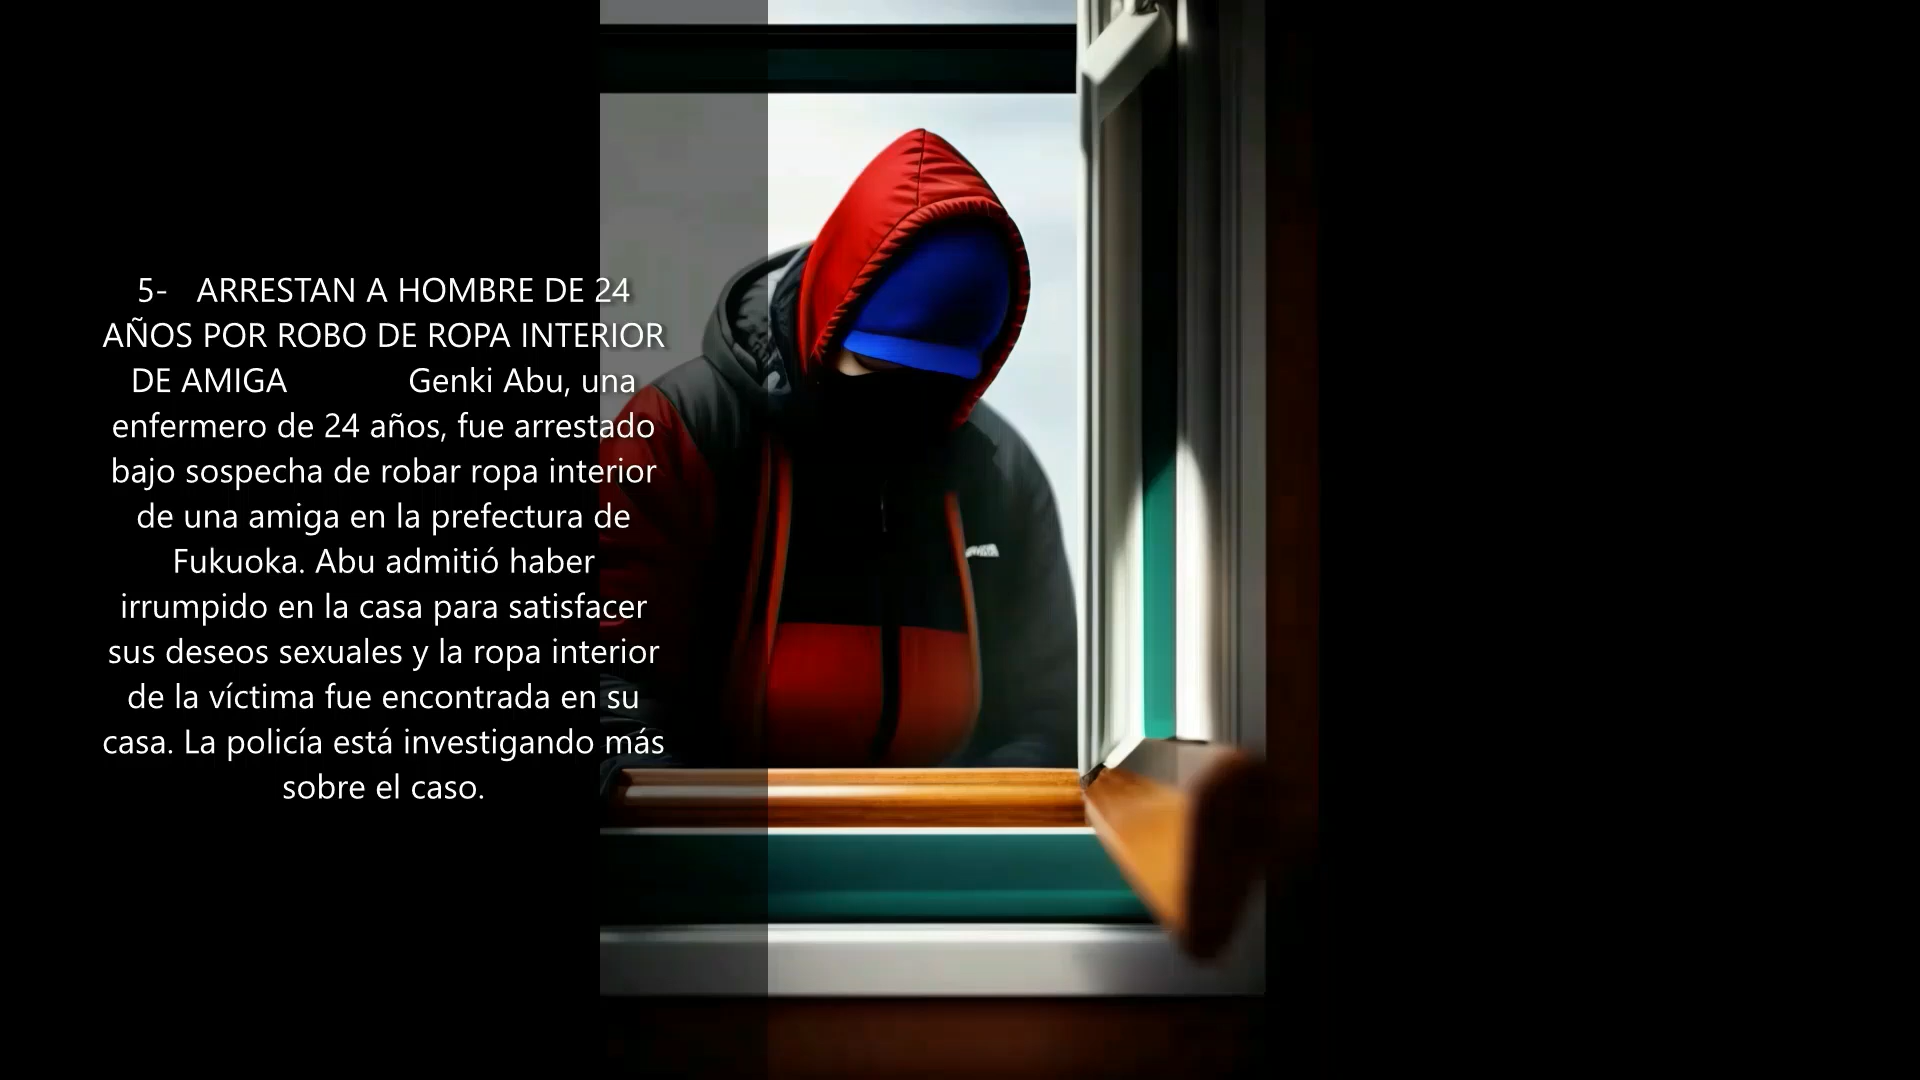 5- ARRESTAN A HOMBRE DE 24
AÑOS POR ROBO DE ROPA INTERIOR
DE AMIGA Genki Abu, una
enfermero de 24 años, fue arrestado
bajo sospecha de robar ropa interior
de una amiga en la prefectura de
Fukuoka. Abu admitió haber
irrumpido en la casa para satisfacer
sus deseos sexuales y la ropa interior
de la víctima fue encontrada en su
casa. La policía está investigando más
sobre el caso.